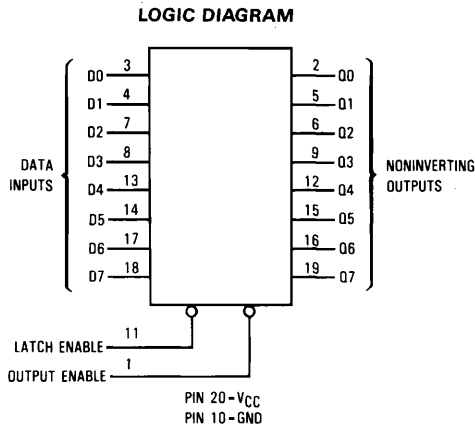 LOGIC DIAGRAM
D0 3 2 Q0
D1 4 5 Q1
D2 7 6 Q2
D3 8 9 Q3
D4 13 12 Q4
D5 14 15 Q5
D6 17 16 Q6
D7 18 19 Q7
DATA
INPUTS
NONINVERTING
OUTPUTS
LATCH ENABLE 11
OUTPUT ENABLE 1
PIN 20-VCC
PIN 10-GND